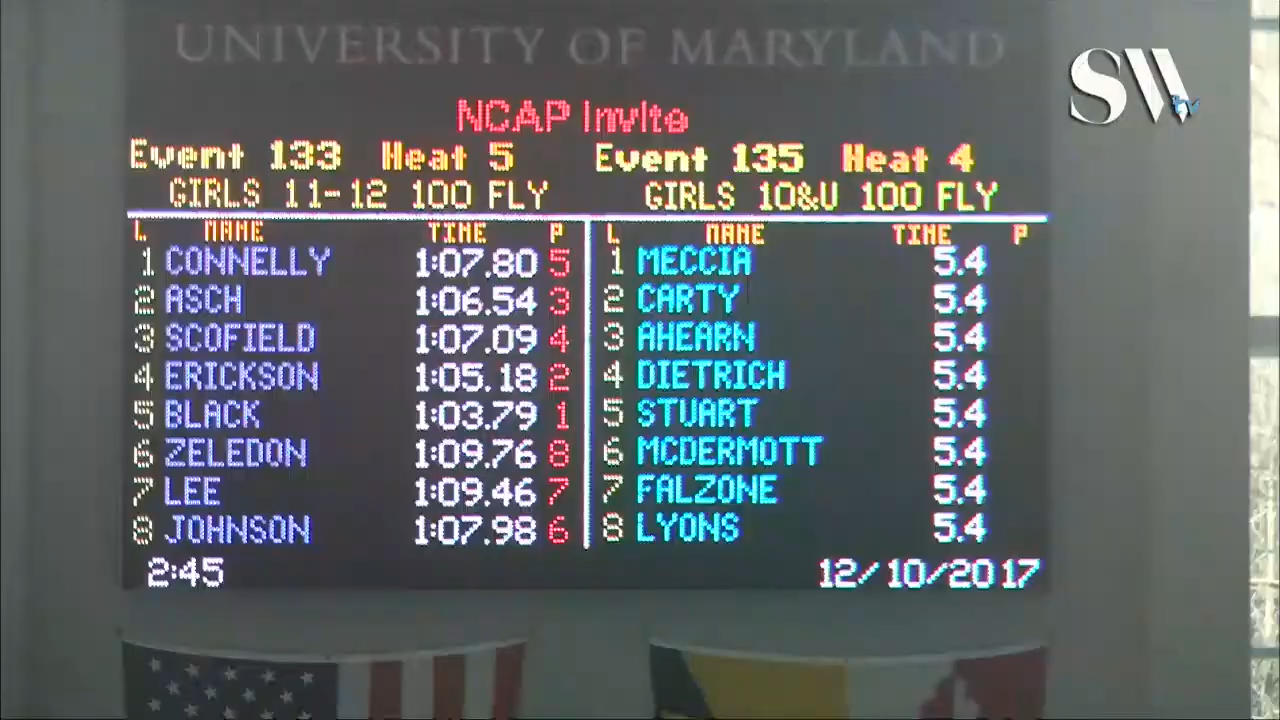 UNIVERSITY OF MARYLAND
SW
tv
NCAP Invite
Event 133 Heat 5 Event 135 Heat 4
GIRLS 11-12 100 FLY GIRLS 10&U 100 FLY
L NAME TIME P L NAME TIME P
1 CONNELLY 1:07.80 5 1 MECCIA 5.4
2 ASCH 1:06.54 3 2 CARTY 5.4
3 SCOFIELD 1:07.09 4 3 AHEARN 5.4
4 ERICKSON 1:05.18 2 4 DIETRICH 5.4
5 BLACK 1:03.79 1 5 STUART 5.4
6 ZELEDON 1:09.76 8 6 MCDERMOTT 5.4
7 LEE 1:09.46 7 7 FALZONE 5.4
8 JOHNSON 1:07.98 6 8 LYONS 5.4
2:45 12/10/2017